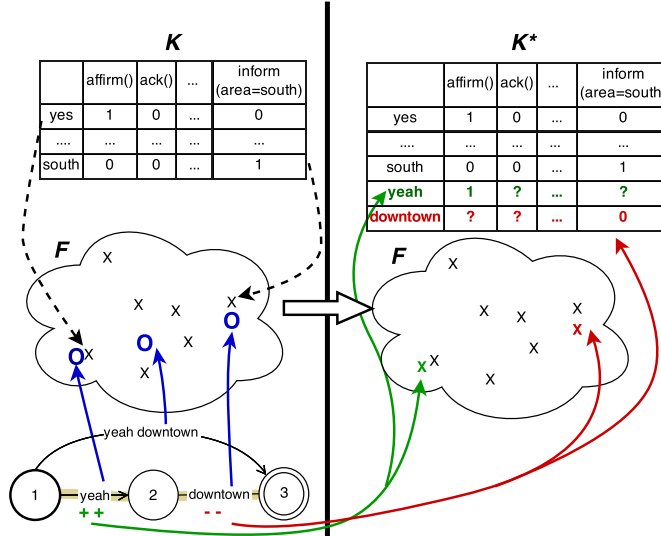 K
affirm() ack() ... inform (area=south)
yes 1 0 ... 0
.... ... ... ... ...
south 0 0 ... 1
F
X
X
X
X
X
X
X
O
O
O
yeah downtown
1 yeah 2 downtown 3
+ + - -
K*
affirm() ack() ... inform (area=south)
yes 1 0 ... 0
.... ... ... ... ...
south 0 0 ... 1
yeah 1 ? ... ?
downtown ? ? ... 0
F
X
X
X
X
X
X
X
x
x